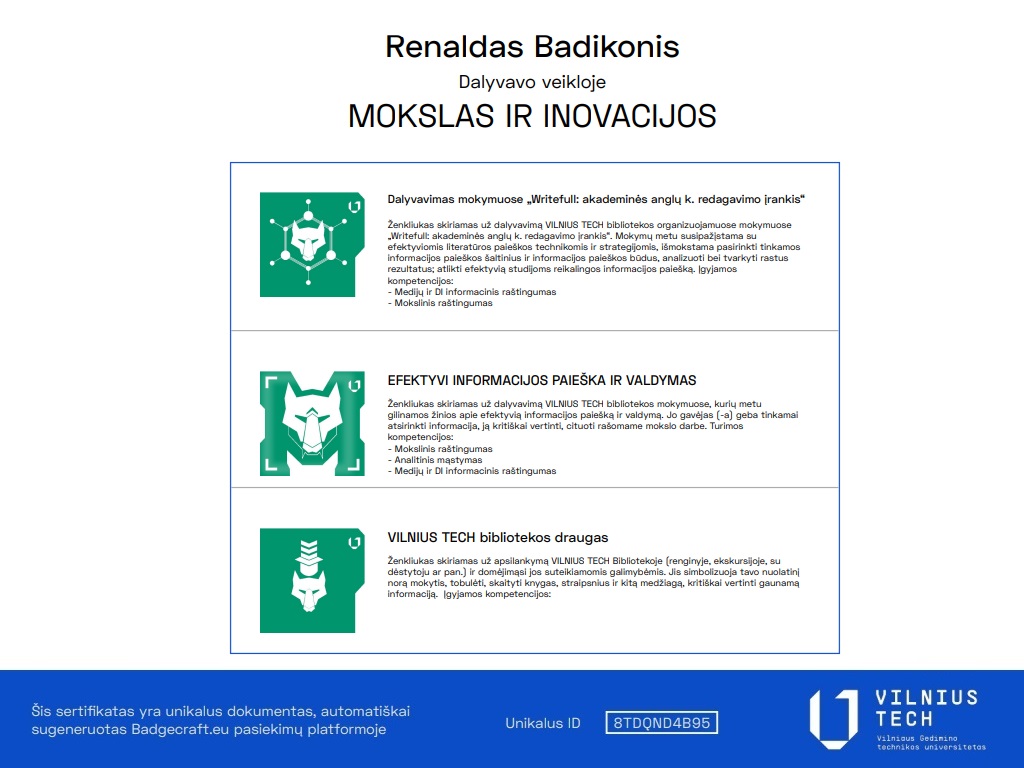 Renaldas Badikonis
Dalyvavo veikloje
MOKSLAS IR INOVACIJOS
Dalyvavimas mokymuose „Writefull: akademinės anglų k. redagavimo įrankis“
Ženkliukas skiriamas už dalyvavimą VILNIUS TECH bibliotekos organizuojamuose mokymuose
„Writefull: akademinės anglų k. redagavimo įrankis“. Mokymų metu susipažįstama su
efektyviomis literatūros paieškos technikomis ir strategijomis, išmokstama pasirinkti tinkamos
informacijos paieškos šaltinius ir informacijos paieškos būdus, analizuoti bei tvarkyti rastus
rezultatus; atlikti efektyvią studijoms reikalingos informacijos paiešką. Įgyjamos
kompetencijos:
- Medijų ir DI informacinis raštingumas
- Mokslinis raštingumas
EFEKTYVI INFORMACIJOS PAIEŠKA IR VALDYMAS
Ženkliukas skiriamas už dalyvavimą VILNIUS TECH bibliotekos mokymuose, kurių metu
gilinamos žinios apie efektyvią informacijos paiešką ir valdymą. Jo gavėjas (-a) geba tinkamai
atsirinkti informacija, ją kritiškai vertinti, cituoti rašomame mokslo darbe. Turimos
kompetencijos:
- Mokslinis raštingumas
- Analitinis mąstymas
- Medijų ir DI informacinis raštingumas
VILNIUS TECH bibliotekos draugas
Ženkliukas skiriamas už apsilankymą VILNIUS TECH Bibliotekoje (renginyje, ekskursijoje, su
dėstytoju ar pan.) ir domėjimąsi jos suteikiamomis galimybėmis. Jis simbolizuoja tavo nuolatinį
norą mokytis, tobulėti, skaityti knygas, straipsnius ir kitą medžiagą, kritiškai vertinti gaunamą
informaciją. Įgyjamos kompetencijos:
Šis sertifikatas yra unikalus dokumentas, automatiškai
sugeneruotas Badgecraft.eu pasiekimų platformoje
Unikalus ID
8TDQND4B95
VILNIUS
TECH
Vilniaus Gedimino
technikos universitetas